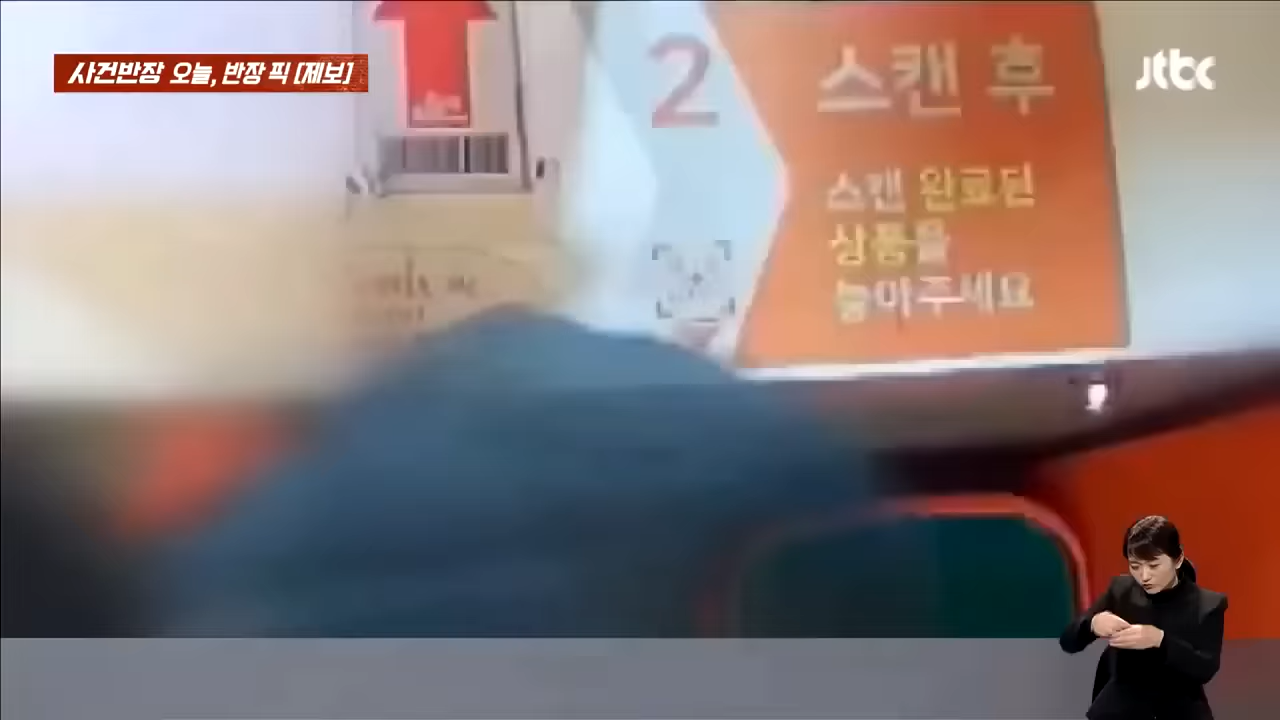 사건반장 오늘, 반장 픽 [제보]
jtbc
2
스캔 후
스캔 완료된
상품을
놓아주세요